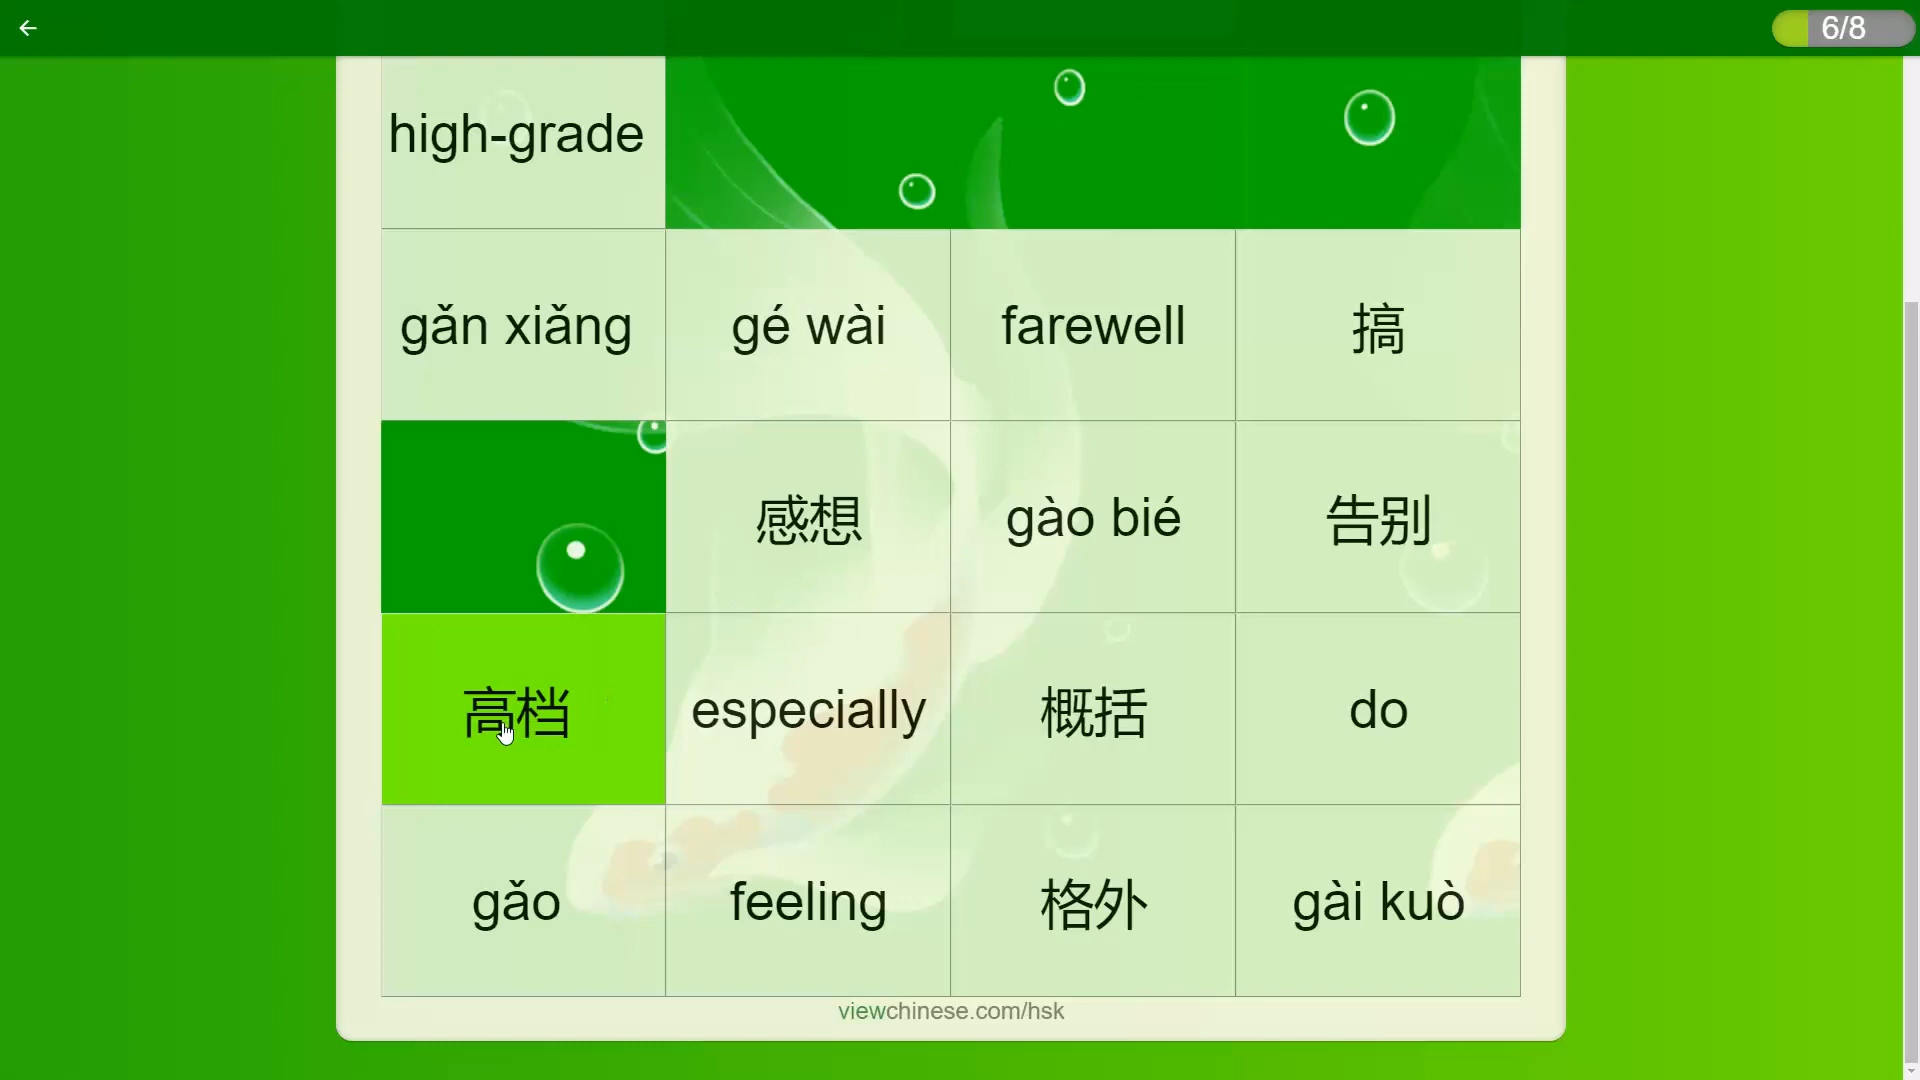 6/8
high-grade
gǎn xiǎng
gé wài
farewell
搞
感想
gào bié
告别
高档
especially
概括
do
gǎo
feeling
格外
gài kuò
viewchinese.com/hsk